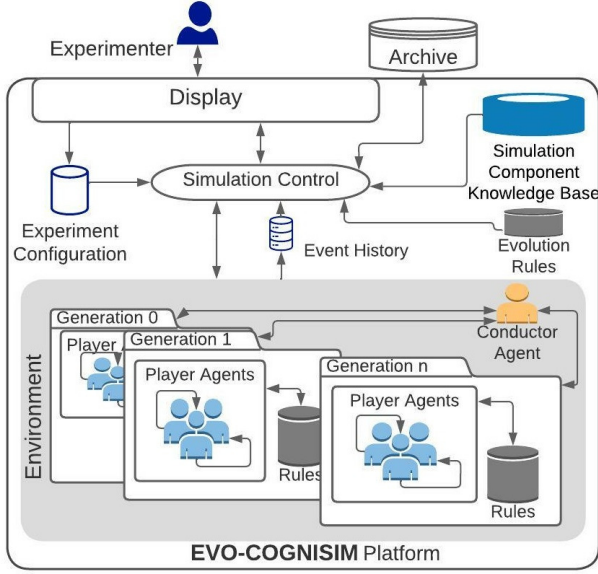 Experimenter
Archive
Display
Simulation Control
Simulation
Component
Knowledge Base
Experiment
Configuration
Event History
Evolution
Rules
Environment
Generation 0
Player
Generation 1
Player Agents
Rules
Generation n
Player Agents
Rules
Conductor
Agent
EVO-COGNISIM Platform